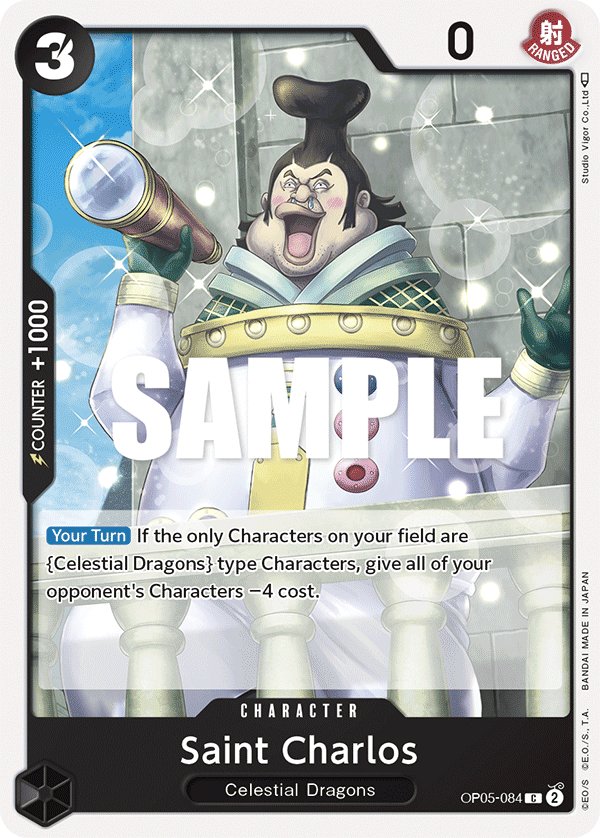 3
0
射
RANGED
Studio Vigor Co.,Ltd
COUNTER +1000
SAMPLE
Your Turn If the only Characters on your field are
{Celestial Dragons} type Characters, give all of your
opponent's Characters −4 cost.
CHARACTER
Saint Charlos
Celestial Dragons
OP05-084 C 2
©E.O/S ©E.O./S., T.A. BANDAI MADE IN JAPAN